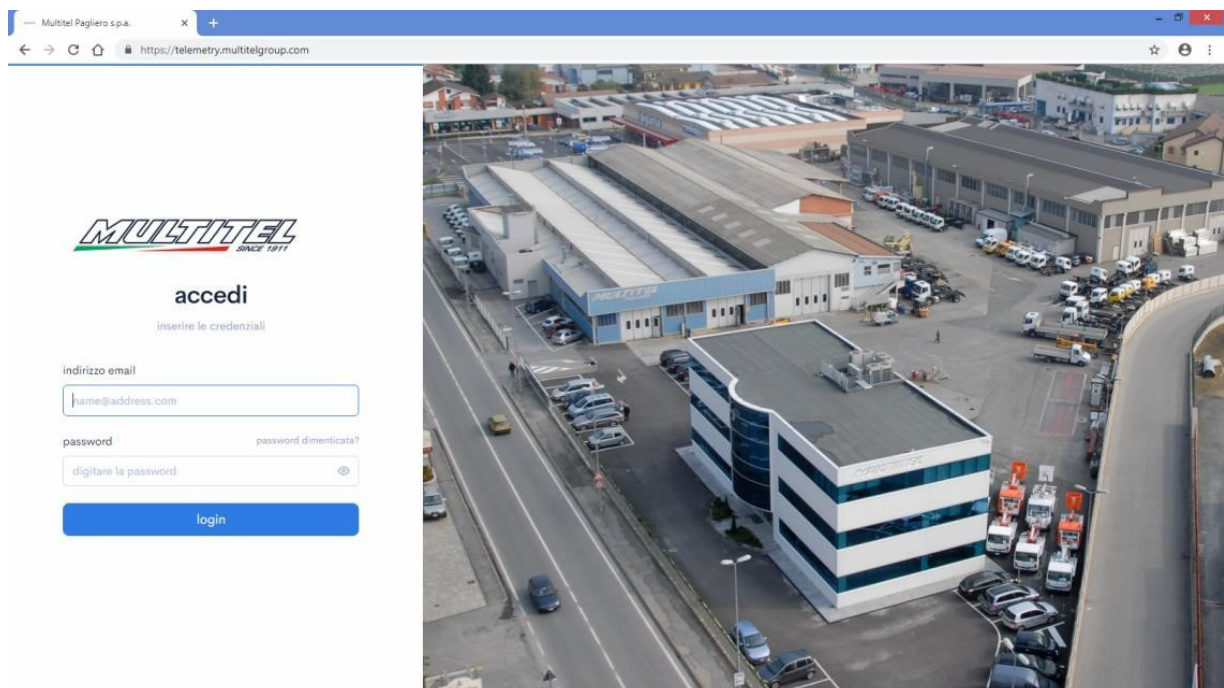 Multitel Pagliero s.p.a.
https://telemetry.multitelgroup.com
MULTITEL
SINCE 1911
accedi
inserire le credenziali
indirizzo email
name@address.com
password password dimenticata?
digitare la password
login
MULTITEL
MULTITEL